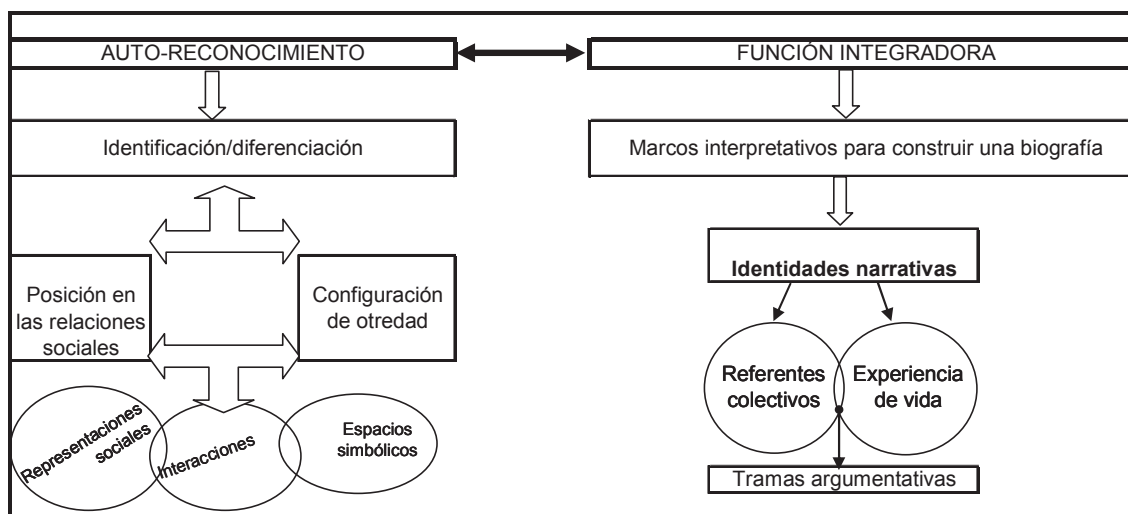 AUTO-RECONOCIMIENTO
FUNCIÓN INTEGRADORA
Identificación/diferenciación
Marcos interpretativos para construir una biografía
Identidades narrativas
Posición en
las relaciones
sociales
Configuración
de otredad
Referentes
colectivos
Experiencia
de vida
Representaciones
sociales
Interacciones
Espacios
simbólicos
Tramas argumentativas